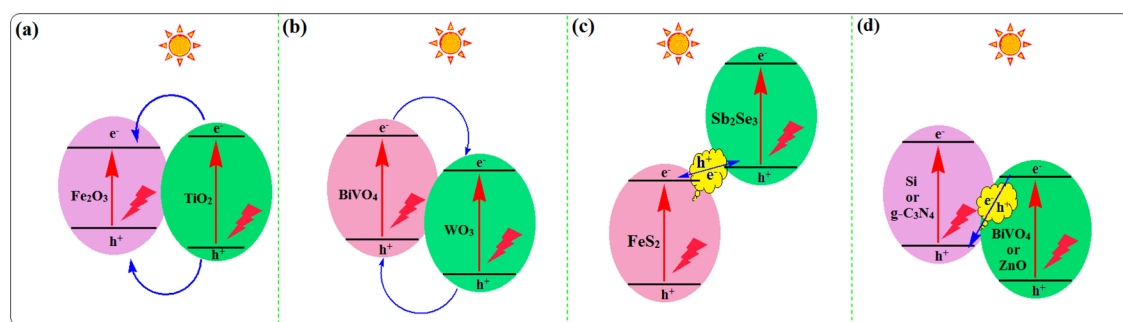 (a)
e⁻
e⁻
Fe₂O₃
TiO₂
h⁺
h⁺
(b)
e⁻
e⁻
BiVO₄
WO₃
h⁺
h⁺
(c)
e⁻
Sb₂Se₃
h⁺
e⁻
e⁻
h⁺
FeS₂
h⁺
(d)
e⁻
e⁻
Si
or
g-C₃N₄
e⁻
h⁺
BiVO₄
or
ZnO
h⁺
h⁺